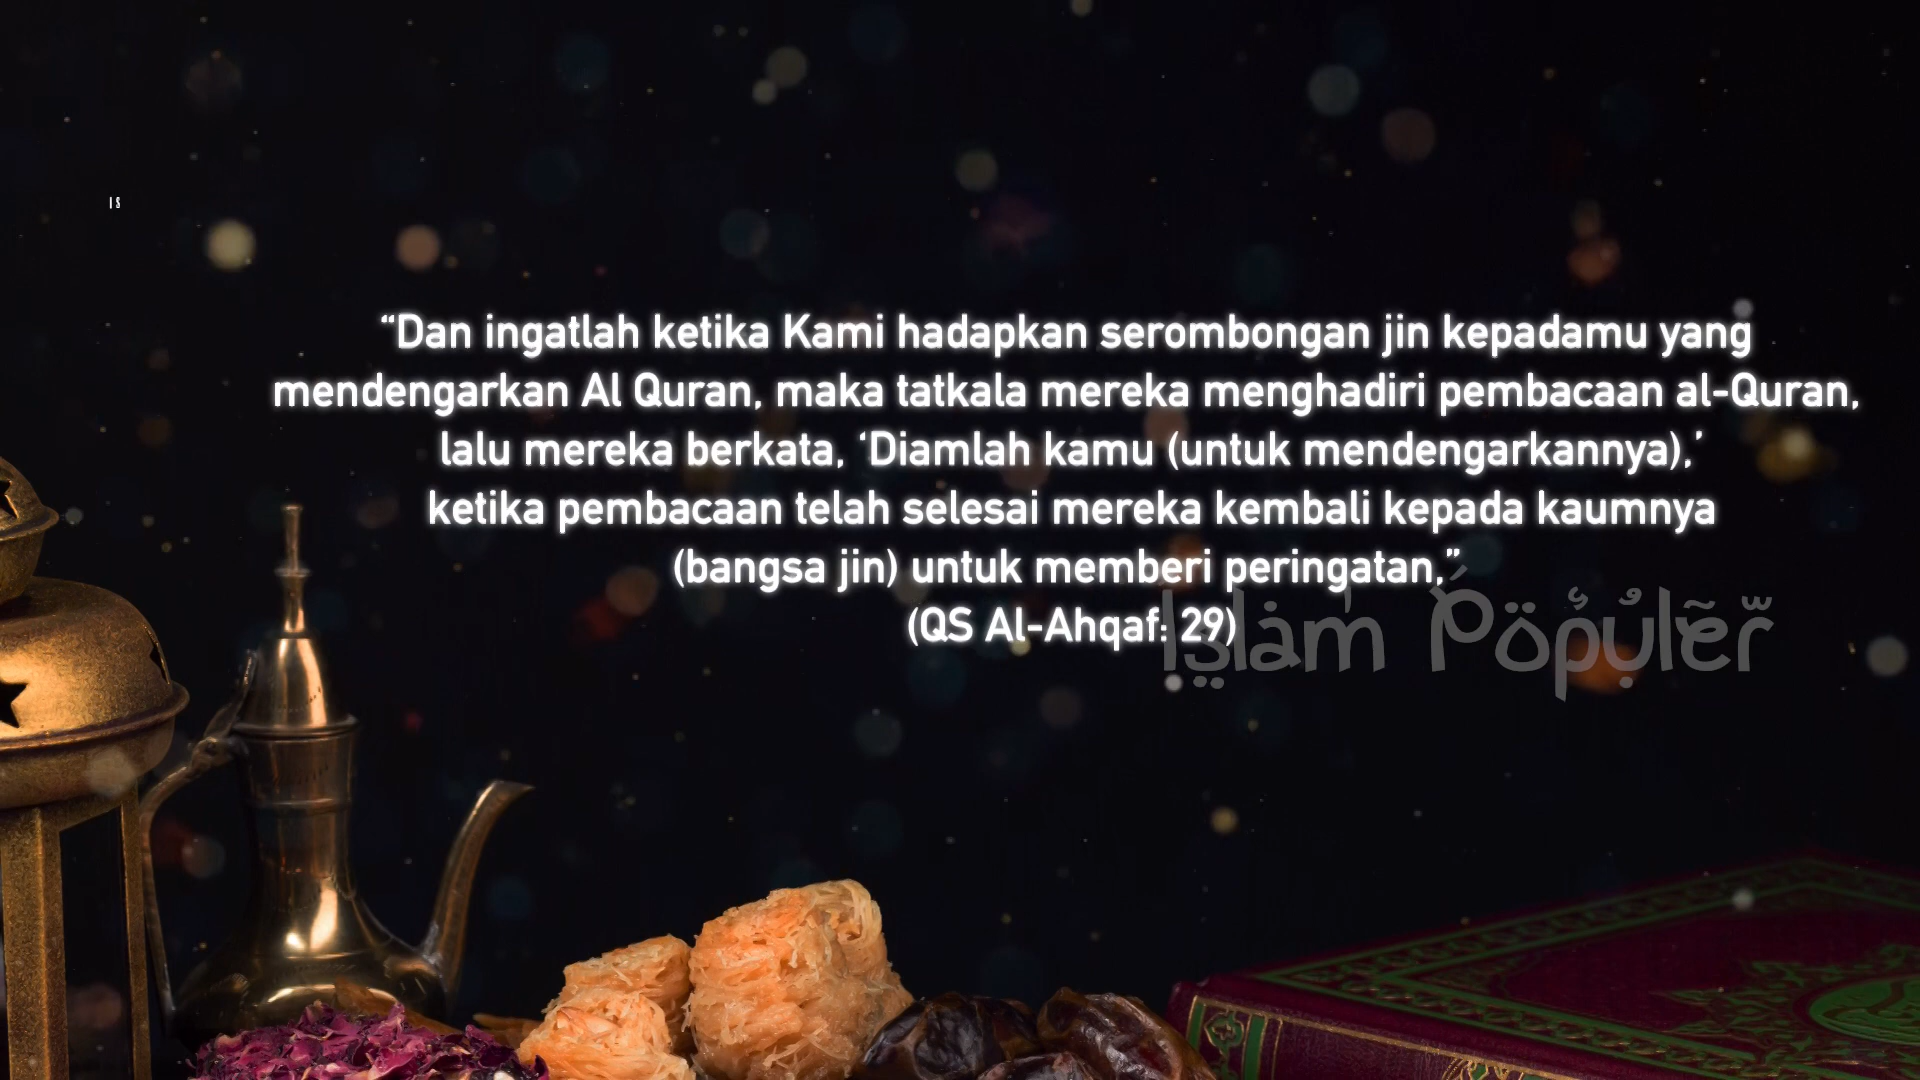 IS
“Dan ingatlah ketika Kami hadapkan serombongan jin kepadamu yang
mendengarkan Al Quran, maka tatkala mereka menghadiri pembacaan al-Quran,
lalu mereka berkata, ‘Diamlah kamu (untuk mendengarkannya),’
ketika pembacaan telah selesai mereka kembali kepada kaumnya
(bangsa jin) untuk memberi peringatan,”
(QS Al-Ahqaf: 29)
Islam Populer